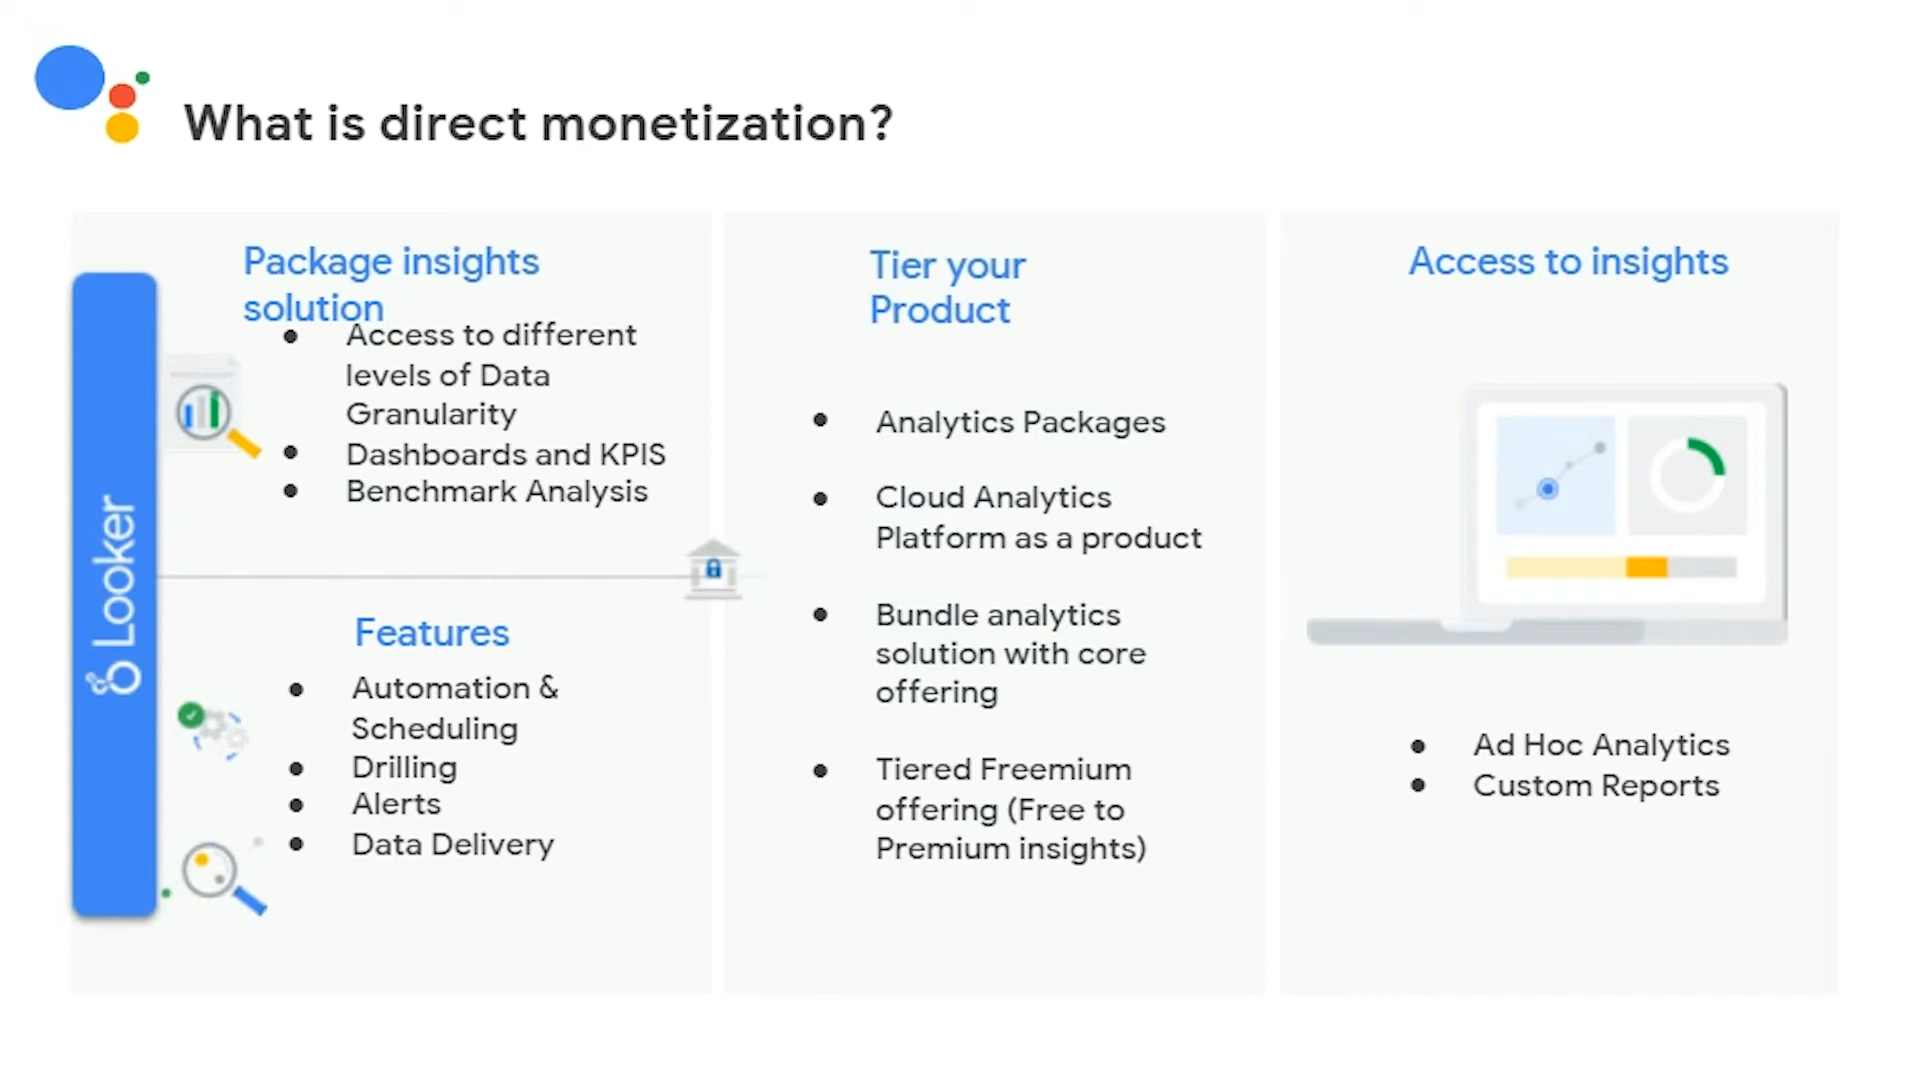 What is direct monetization?
Looker
Package insights
solution
Access to different
levels of Data
Granularity
Dashboards and KPIS
Benchmark Analysis
Features
Automation &
Scheduling
Drilling
Alerts
Data Delivery
Tier your
Product
Analytics Packages
Cloud Analytics
Platform as a product
Bundle analytics
solution with core
offering
Tiered Freemium
offering (Free to
Premium insights)
Access to insights
Ad Hoc Analytics
Custom Reports